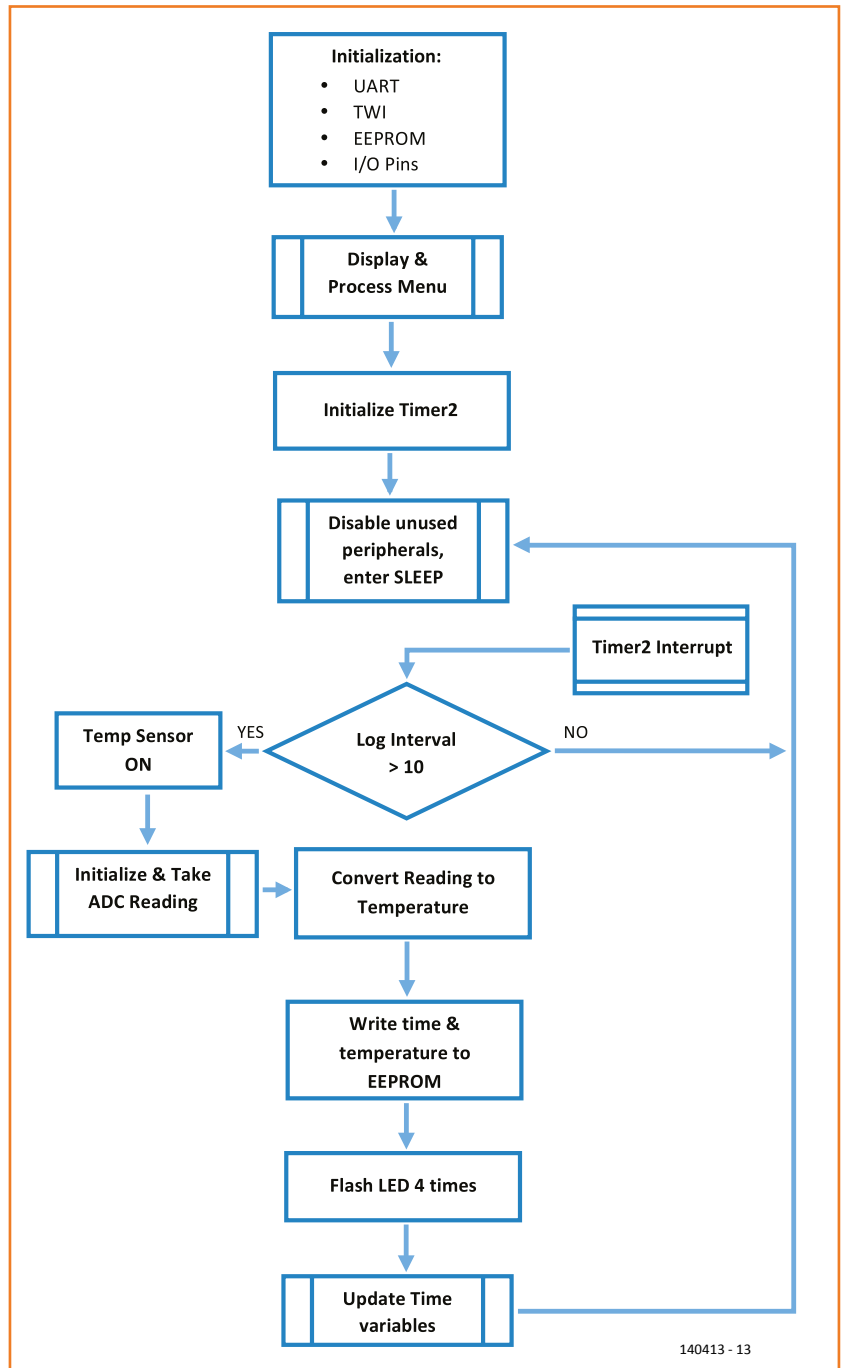 Initialization:
• UART
• TWI
• EEPROM
• I/O Pins
Display &
Process Menu
Initialize Timer2
Disable unused
peripherals,
enter SLEEP
Timer2 Interrupt
Log Interval
> 10
YES
NO
Temp Sensor
ON
Initialize & Take
ADC Reading
Convert Reading to
Temperature
Write time &
temperature to
EEPROM
Flash LED 4 times
Update Time
variables
140413 - 13